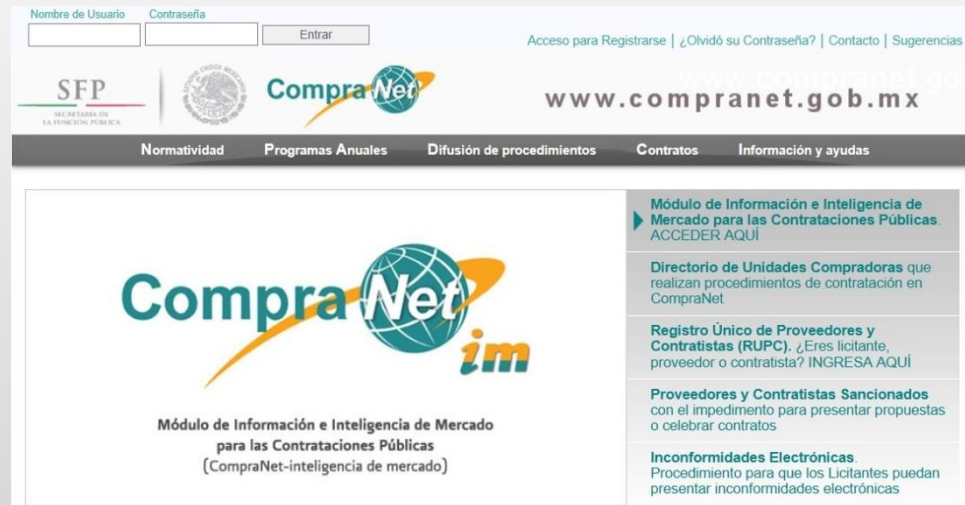 Nombre de Usuario Contraseña
Entrar
Acceso para Registrarse | ¿Olvidó su Contraseña? | Contacto | Sugerencias
SFP
SECRETARÍA DE
LA FUNCIÓN PÚBLICA
CompraNet
www.compranet.go
www.compranet.gob.mx
Normatividad Programas Anuales Difusión de procedimientos Contratos Información y ayudas
CompraNet
im
Módulo de Información e Inteligencia de Mercado
para las Contrataciones Públicas
(CompraNet-inteligencia de mercado)
Módulo de Información e Inteligencia de
Mercado para las Contrataciones Públicas.
ACCEDER AQUÍ
Directorio de Unidades Compradoras que
realizan procedimientos de contratación en
CompraNet
Registro Único de Proveedores y
Contratistas (RUPC). ¿Eres licitante,
proveedor o contratista? INGRESA AQUÍ
Proveedores y Contratistas Sancionados
con el impedimento para presentar propuestas
o celebrar contratos
Inconformidades Electrónicas.
Procedimiento para que los Licitantes puedan
presentar inconformidades electrónicas